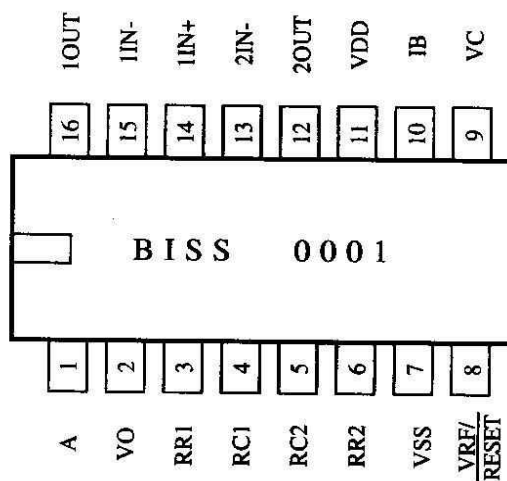 1OUT 1IN- 1IN+ 2IN- 2OUT VDD IB VC
16 15 14 13 12 11 10 9
BISS 0001
1 2 3 4 5 6 7 8
A VO RR1 RC1 RC2 RR2 VSS VRF/
RESET